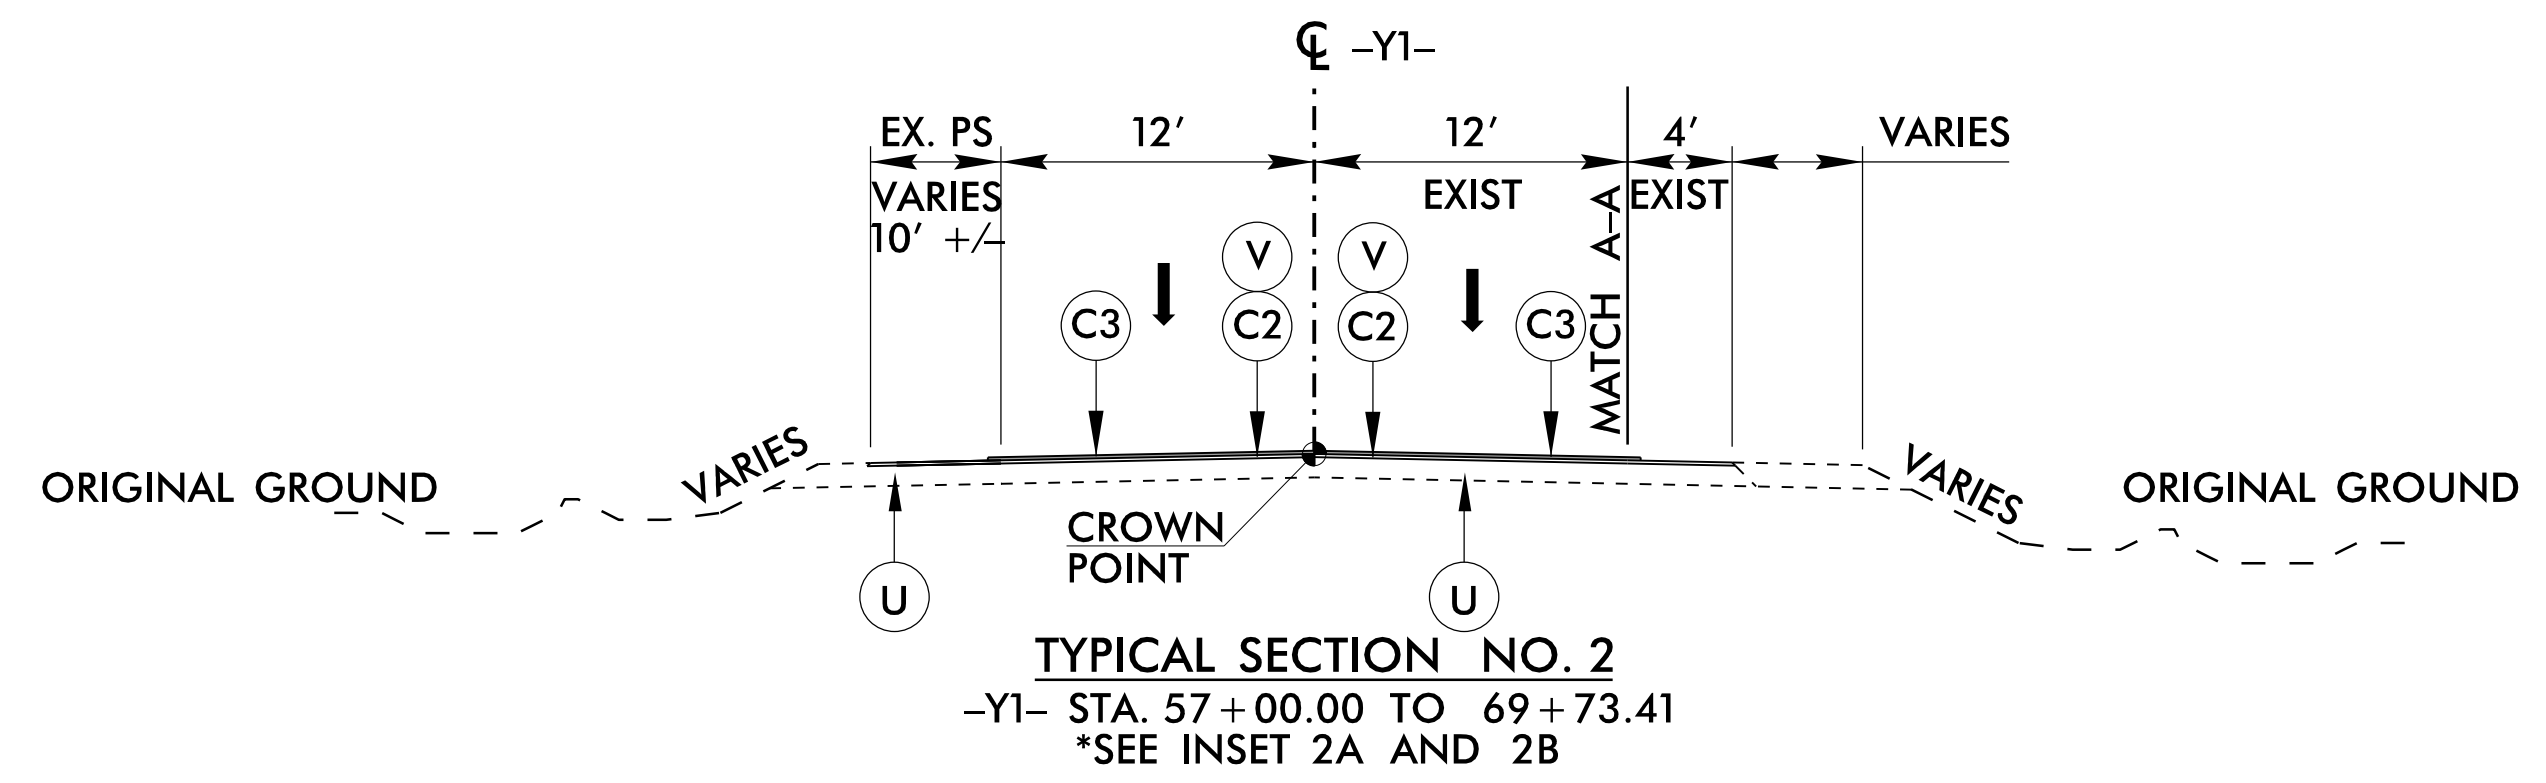 ℄ –Y1–
EX. PS 12' 12' 4' VARIES
VARIES EXIST EXIST
10' +/–
MATCH A–A
V V
C3 C2 C2 C3
VARIES VARIES
ORIGINAL GROUND ORIGINAL GROUND
CROWN
POINT
U U
TYPICAL SECTION NO. 2
–Y1– STA. 57+00.00 TO 69+73.41
*SEE INSET 2A AND 2B